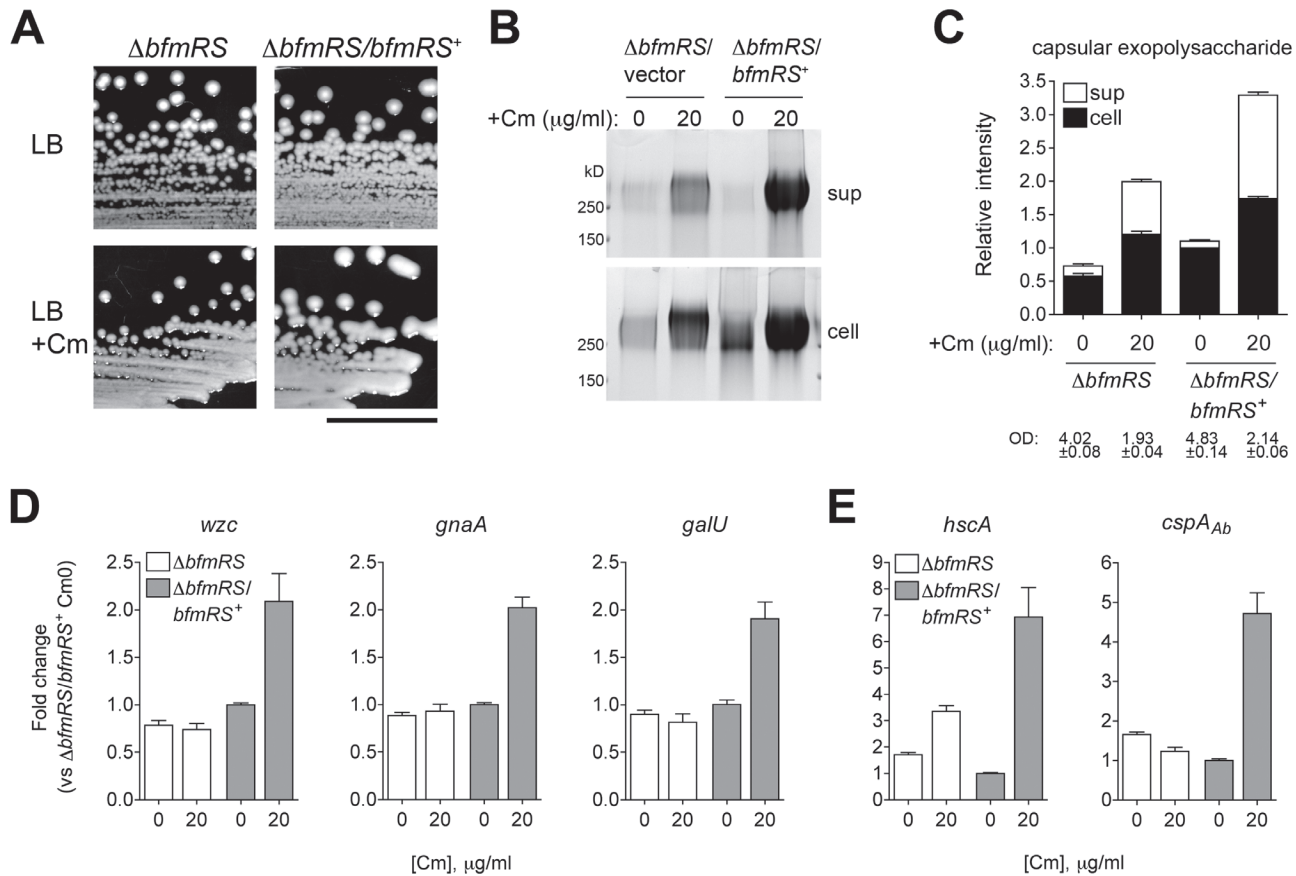 A
ΔbfmRS
ΔbfmRS/bfmRS+
LB
LB
+Cm
B
ΔbfmRS/
vector
ΔbfmRS/
bfmRS+
+Cm (μg/ml): 0 20 0 20
kD
250
150
sup
250
150
cell
C
capsular exopolysaccharide
sup
cell
Relative intensity
3.5
3.0
2.5
2.0
1.5
1.0
0.5
0.0
+Cm (μg/ml): 0 20 0 20
ΔbfmRS
ΔbfmRS/
bfmRS+
OD: 4.02 1.93 4.83 2.14
±0.08 ±0.04 ±0.14 ±0.06
D
Fold change
(vs ΔbfmRS/bfmRS+ Cm0)
wzc
ΔbfmRS
ΔbfmRS/
bfmRS+
2.5
2.0
1.5
1.0
0.5
0.0
0 20 0 20
gnaA
2.5
2.0
1.5
1.0
0.5
0.0
0 20 0 20
galU
2.5
2.0
1.5
1.0
0.5
0.0
0 20 0 20
[Cm], μg/ml
E
hscA
ΔbfmRS
ΔbfmRS/
bfmRS+
9
8
7
6
5
4
3
2
1
0
0 20 0 20
cspAAb
6
5
4
3
2
1
0
0 20 0 20
[Cm], μg/ml